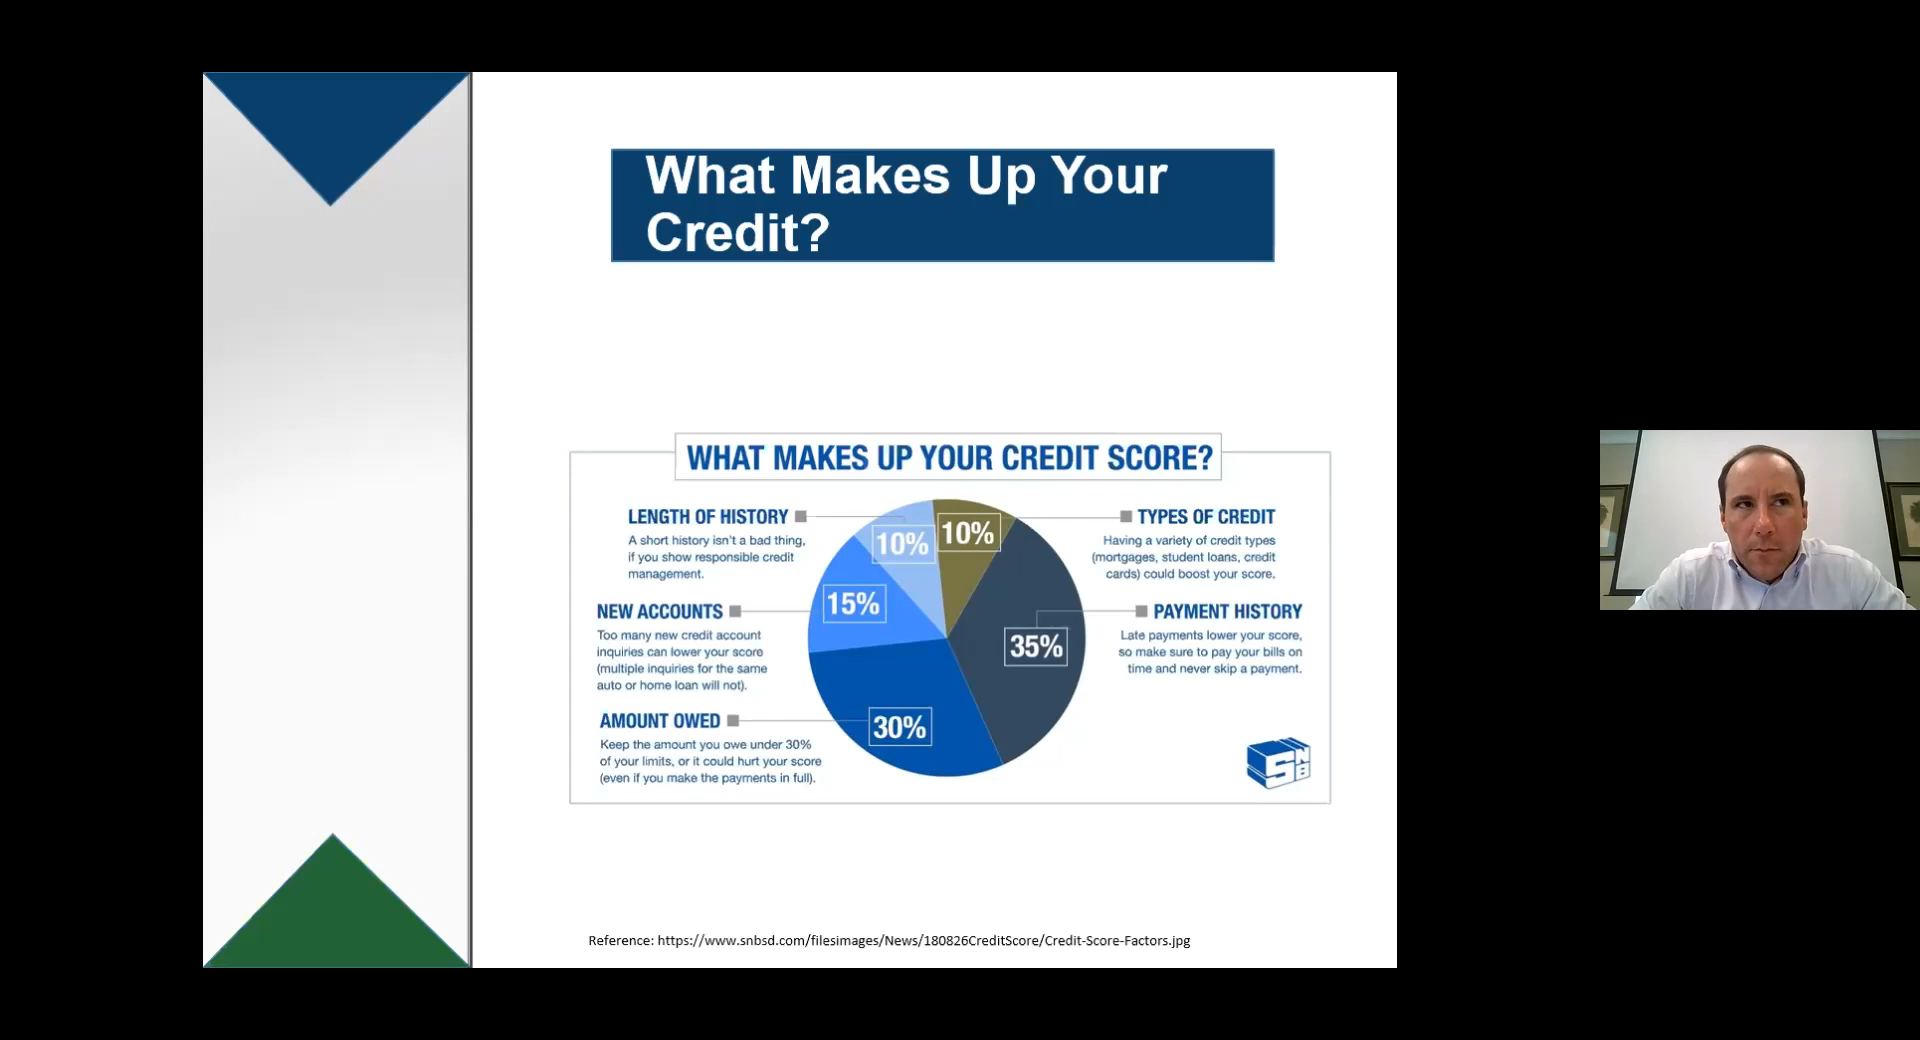 What Makes Up Your
Credit?
WHAT MAKES UP YOUR CREDIT SCORE?
LENGTH OF HISTORY
A short history isn't a bad thing,
if you show responsible credit
management.
NEW ACCOUNTS
Too many new credit account
inquiries can lower your score
(multiple inquiries for the same
auto or home loan will not).
AMOUNT OWED
Keep the amount you owe under 30%
of your limits, or it could hurt your score
(even if you make the payments in full).
10%
10%
15%
35%
30%
TYPES OF CREDIT
Having a variety of credit types
(mortgages, student loans, credit
cards) could boost your score.
PAYMENT HISTORY
Late payments lower your score,
so make sure to pay your bills on
time and never skip a payment.
SNB
Reference: https://www.snbsd.com/filesimages/News/180826CreditScore/Credit-Score-Factors.jpg